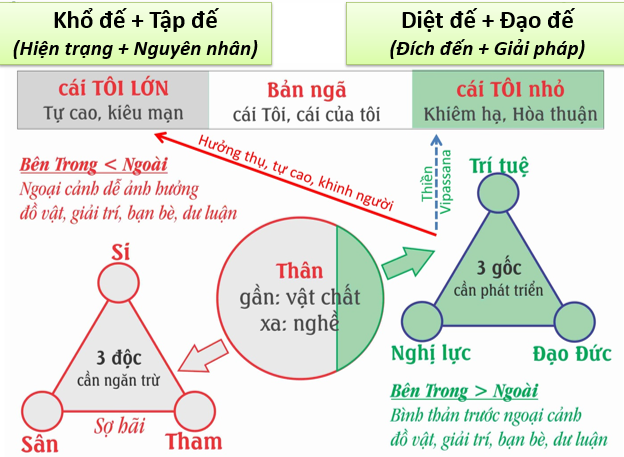 Khổ đế + Tập đế
(Hiện trạng + Nguyên nhân)
Diệt đế + Đạo đế
(Đích đến + Giải pháp)
cái TÔI LỚN
Tự cao, kiêu mạn
Bản ngã
cái Tôi, cái của tôi
cái TÔI nhỏ
Khiêm hạ, Hòa thuận
Hưởng thụ, tự cao, khinh người
Thiền
Vipassana
Bên Trong < Ngoài
Ngoại cảnh dễ ảnh hưởng
đồ vật, giải trí, bạn bè, dư luận
Trí tuệ
3 gốc
cần phát triển
Nghị lực
Đạo Đức
Thân
gần: vật chất
xa: nghề
Si
3 độc
cần ngăn trừ
Sân
Sợ hãi
Tham
Bên Trong > Ngoài
Bình thản trước ngoại cảnh
đồ vật, giải trí, bạn bè, dư luận